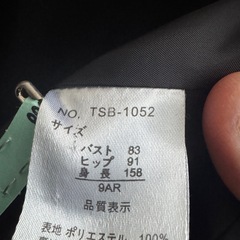 NO. TSB-1052
サイズ
バスト 83
ヒップ 91
身長 158
9AR
品質表示
表地 ポリエステル 100%